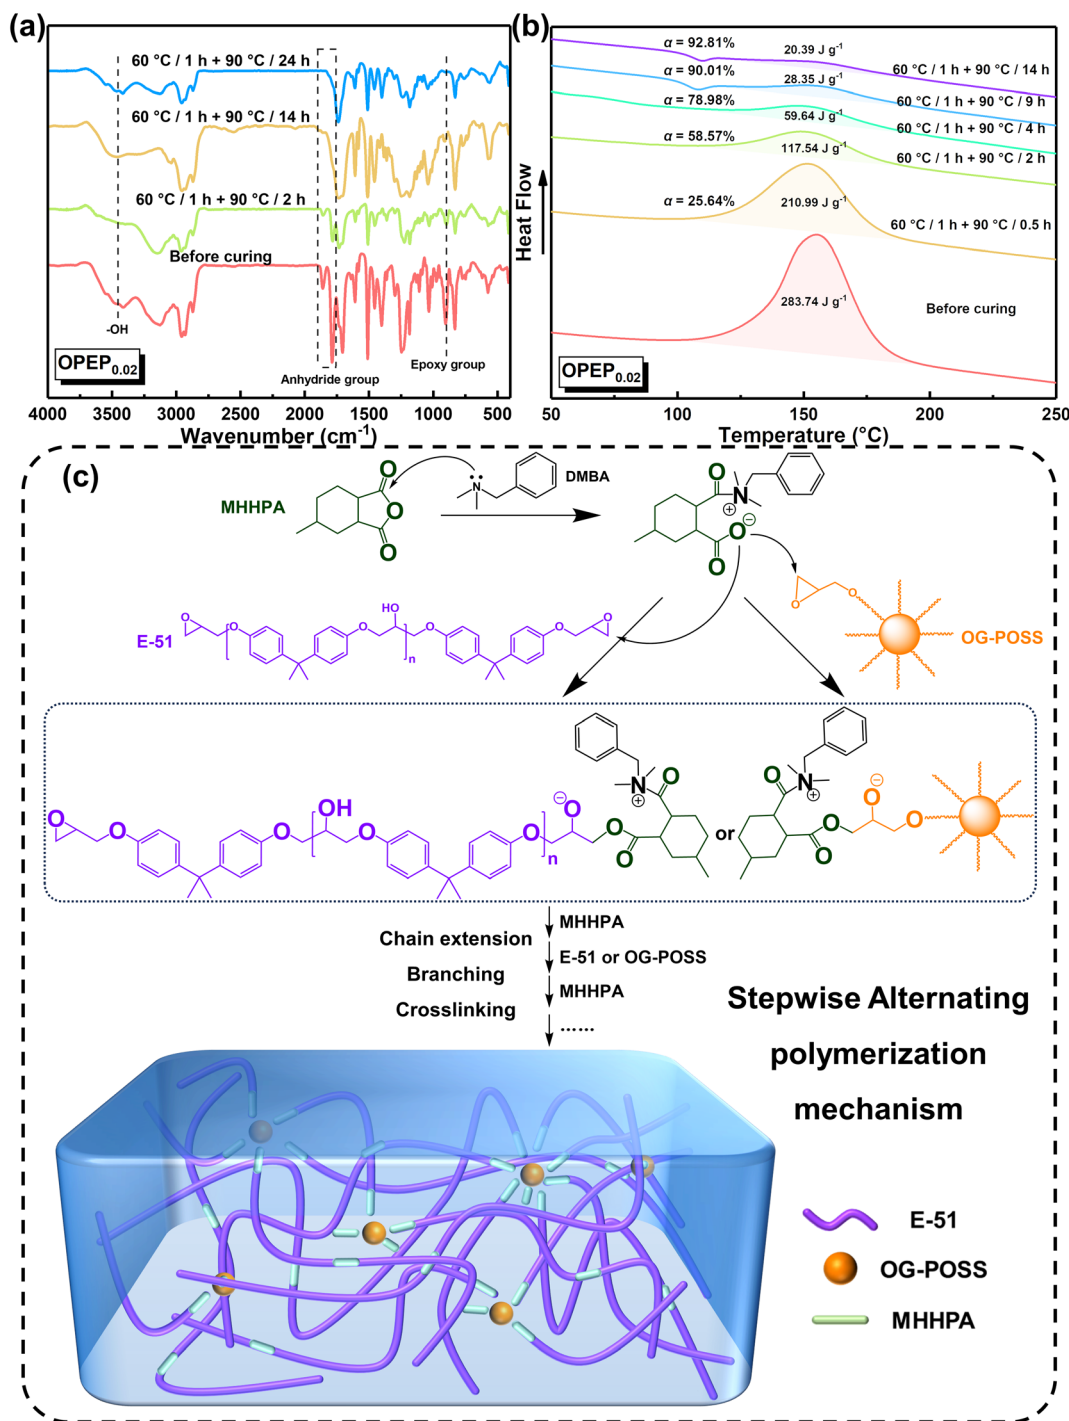 (a)
60 °C / 1 h + 90 °C / 24 h
60 °C / 1 h + 90 °C / 14 h
60 °C / 1 h + 90 °C / 2 h
Before curing
-OH
OPEP0.02
Anhydride group
Epoxy group
4000 3500 3000 2500 2000 1500 1000 500
Wavenumber (cm-1)
(b)
Heat Flow
α = 92.81%
20.39 J g-1
60 °C / 1 h + 90 °C / 14 h
α = 90.01%
28.35 J g-1
60 °C / 1 h + 90 °C / 9 h
α = 78.98%
59.64 J g-1
60 °C / 1 h + 90 °C / 4 h
α = 58.57%
117.54 J g-1
60 °C / 1 h + 90 °C / 2 h
α = 25.64%
210.99 J g-1
60 °C / 1 h + 90 °C / 0.5 h
283.74 J g-1
Before curing
OPEP0.02
50 100 150 200 250
Temperature (°C)
(c)
MHHPA
O
O
O
N
DMBA
O
N
+
O
−
O
E-51
O
O
HO
O
O
O
O
n
O
O
OG-POSS
O
O
OH
O
O
O
n
O
−
O
O
O
N
+
or
O
N
+
O
O
O
−
O
MHHPA
Chain extension
E-51 or OG-POSS
Branching
MHHPA
Crosslinking
······
Stepwise Alternating
polymerization
mechanism
E-51
OG-POSS
MHHPA